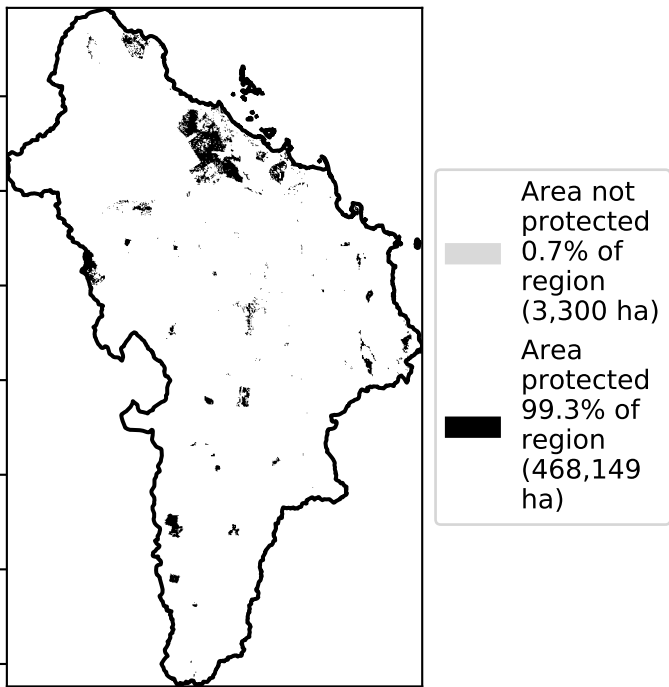 Area not
protected
0.7% of
region
(3,300 ha)
Area
protected
99.3% of
region
(468,149
ha)